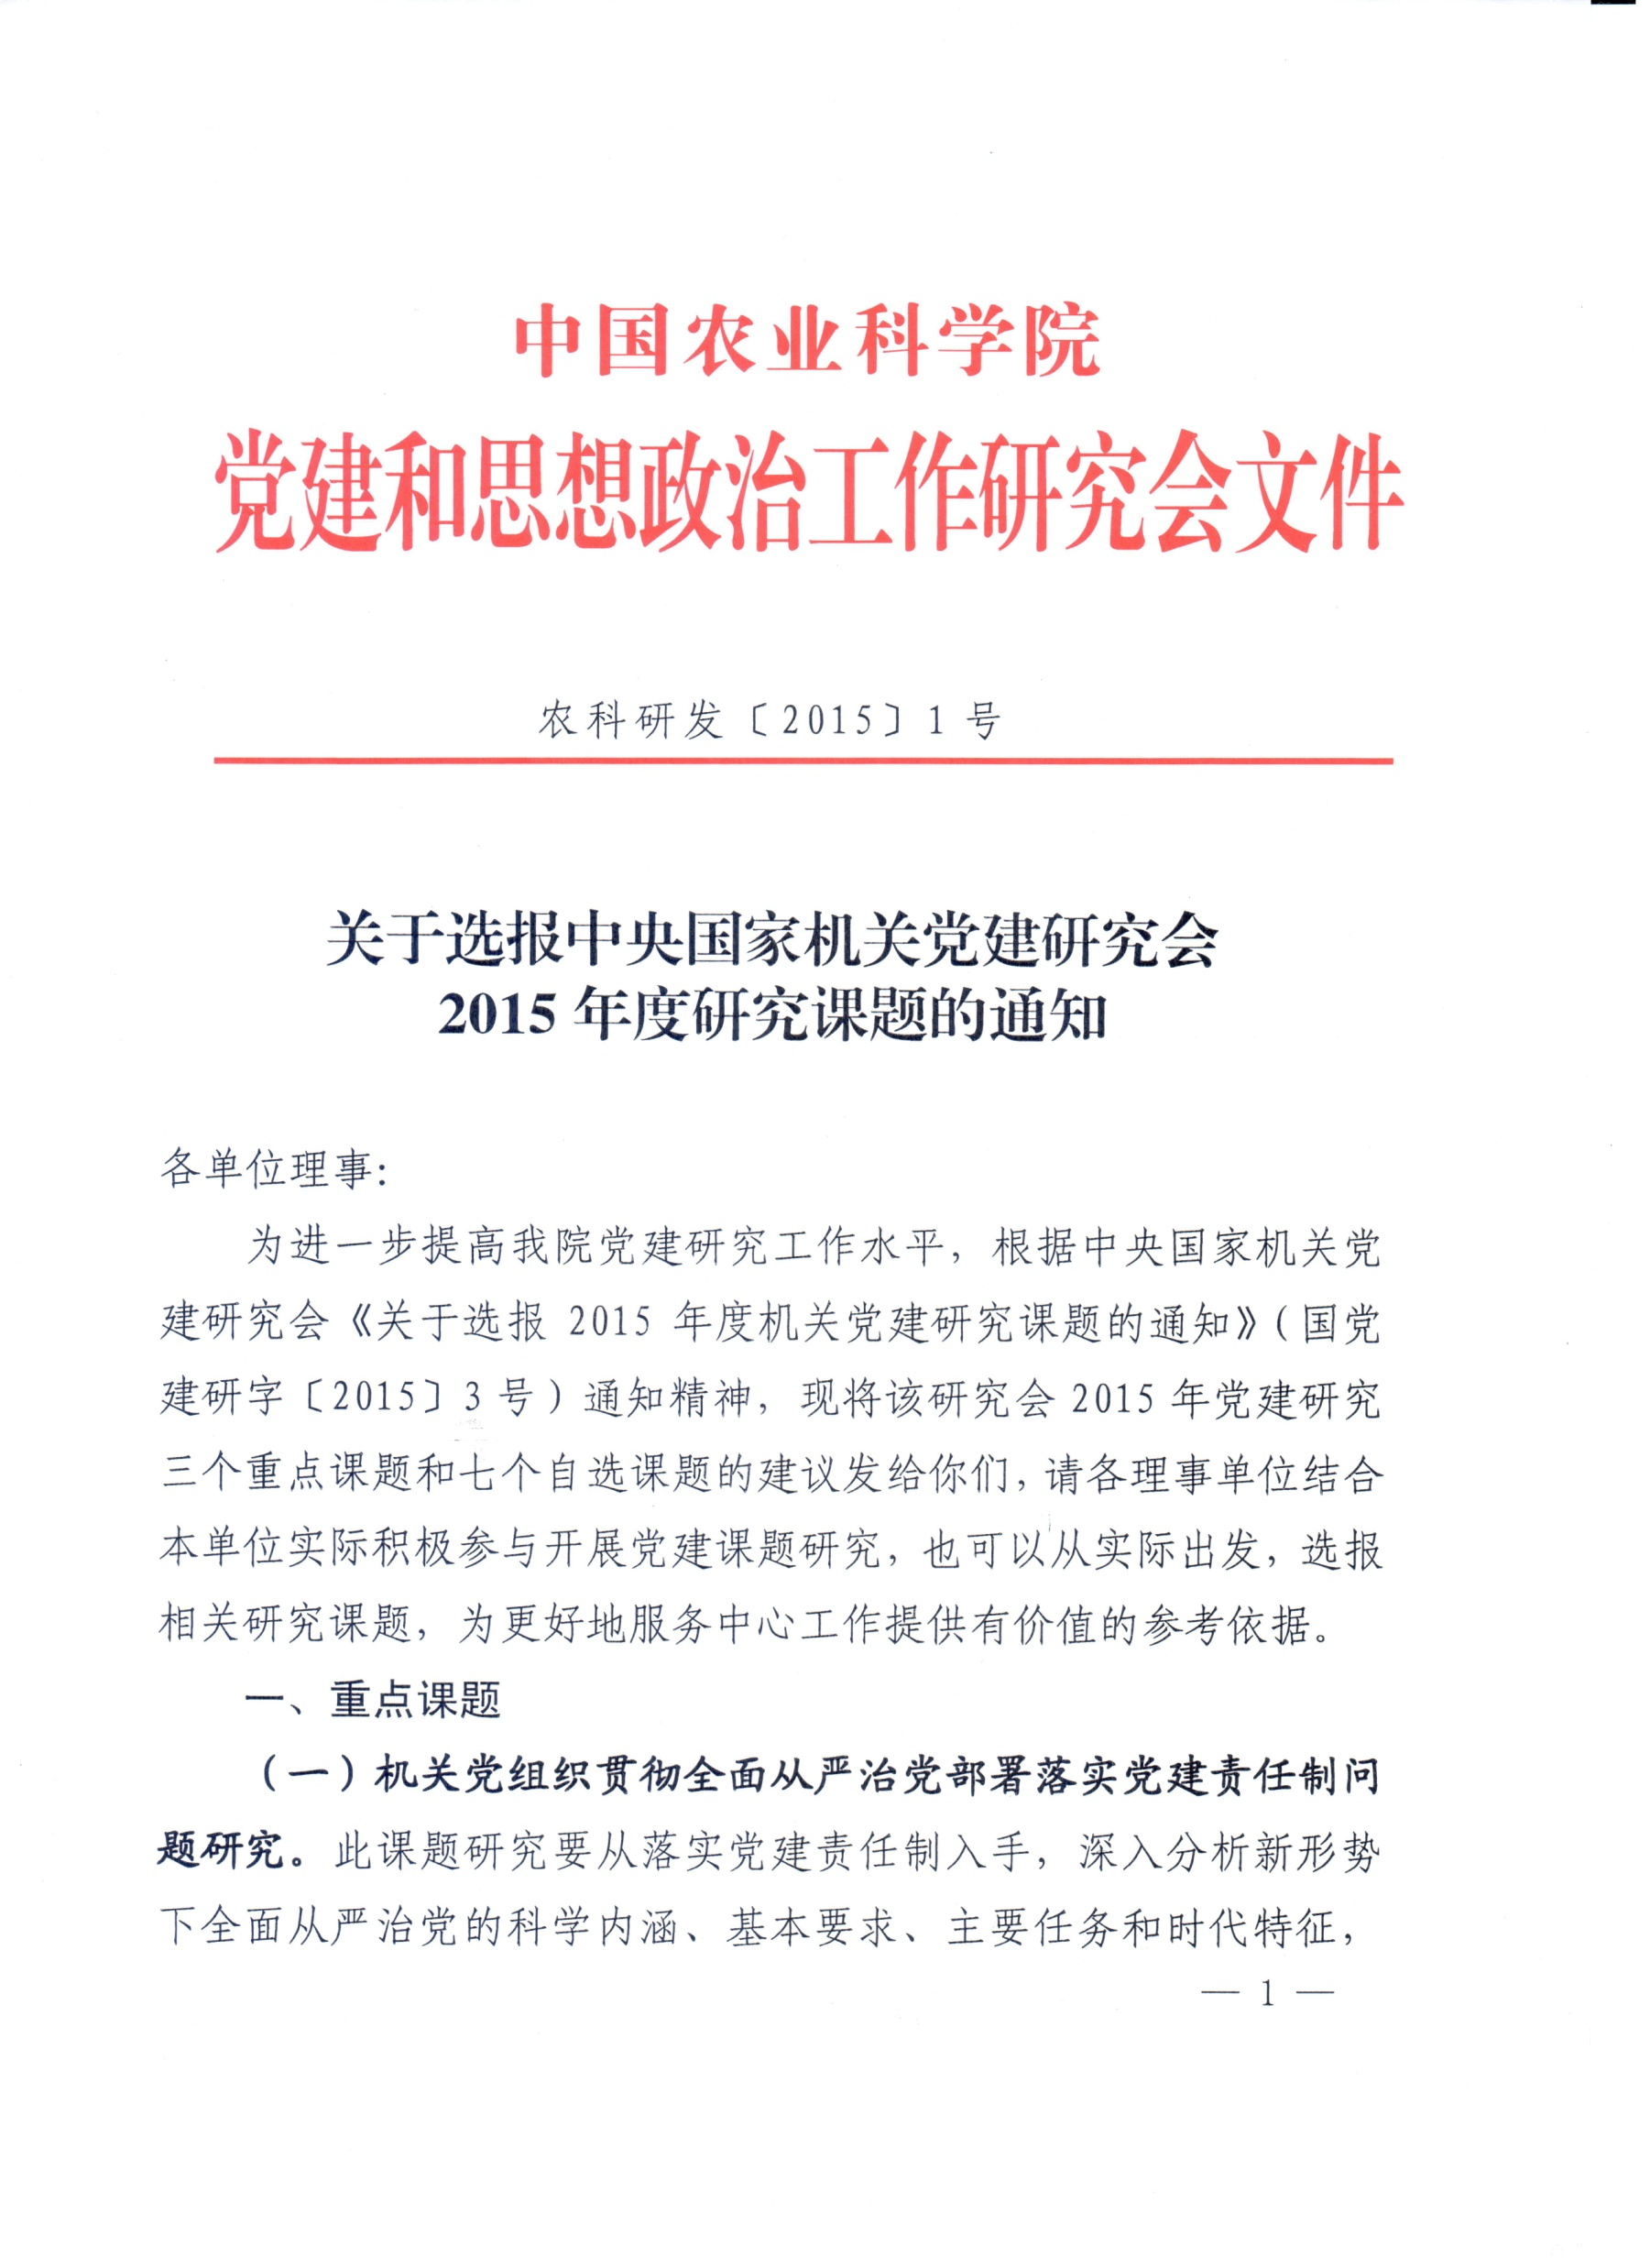 中国农业科学院
党建和思想政治工作研究会文件
农科研发〔2015〕1 号
关于选报中央国家机关党建研究会
2015 年度研究课题的通知
各单位理事：
为进一步提高我院党建研究工作水平，根据中央国家机关党
建研究会《关于选报 2015 年度机关党建研究课题的通知》（国党
建研字〔2015〕3 号）通知精神，现将该研究会 2015 年党建研究
三个重点课题和七个自选课题的建议发给你们，请各理事单位结合
本单位实际积极参与开展党建课题研究，也可以从实际出发，选报
相关研究课题，为更好地服务中心工作提供有价值的参考依据。
一、重点课题
（一）机关党组织贯彻全面从严治党部署落实党建责任制问
题研究。此课题研究要从落实党建责任制入手，深入分析新形势
下全面从严治党的科学内涵、基本要求、主要任务和时代特征，
— 1 —